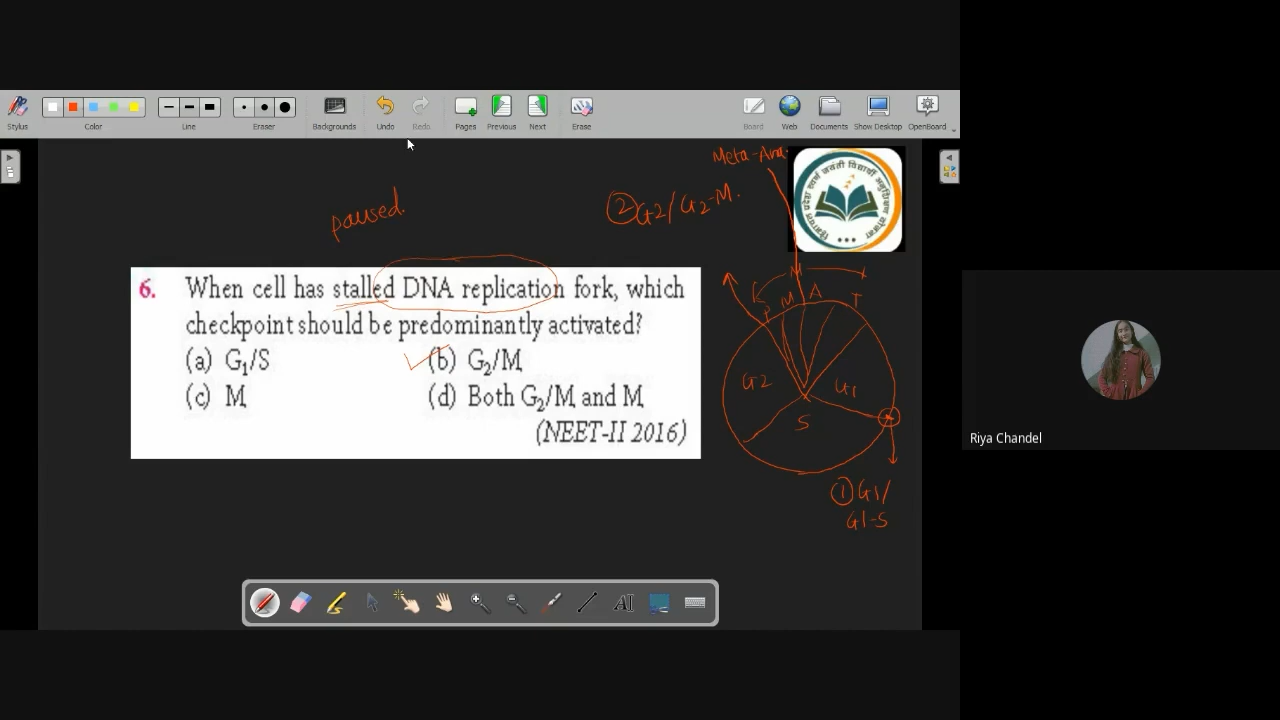 Stylus
Color
Line
Eraser
Backgrounds
Undo
Redo
Pages
Previous
Next
Erase
Board
Web
Documents
Show Desktop
OpenBoard
Meta-Ana-
paused.
② G2/G2-M.
6. When cell has stalled DNA replication fork, which
checkpoint should be predominantly activated?
(a) G₁/S (b) G₂/M
(c) M (d) Both G₂/M and M
(NEET-II 2016)
M
P M A T
G2 G1
S
① G1/
G1-S
AI
Riya Chandel